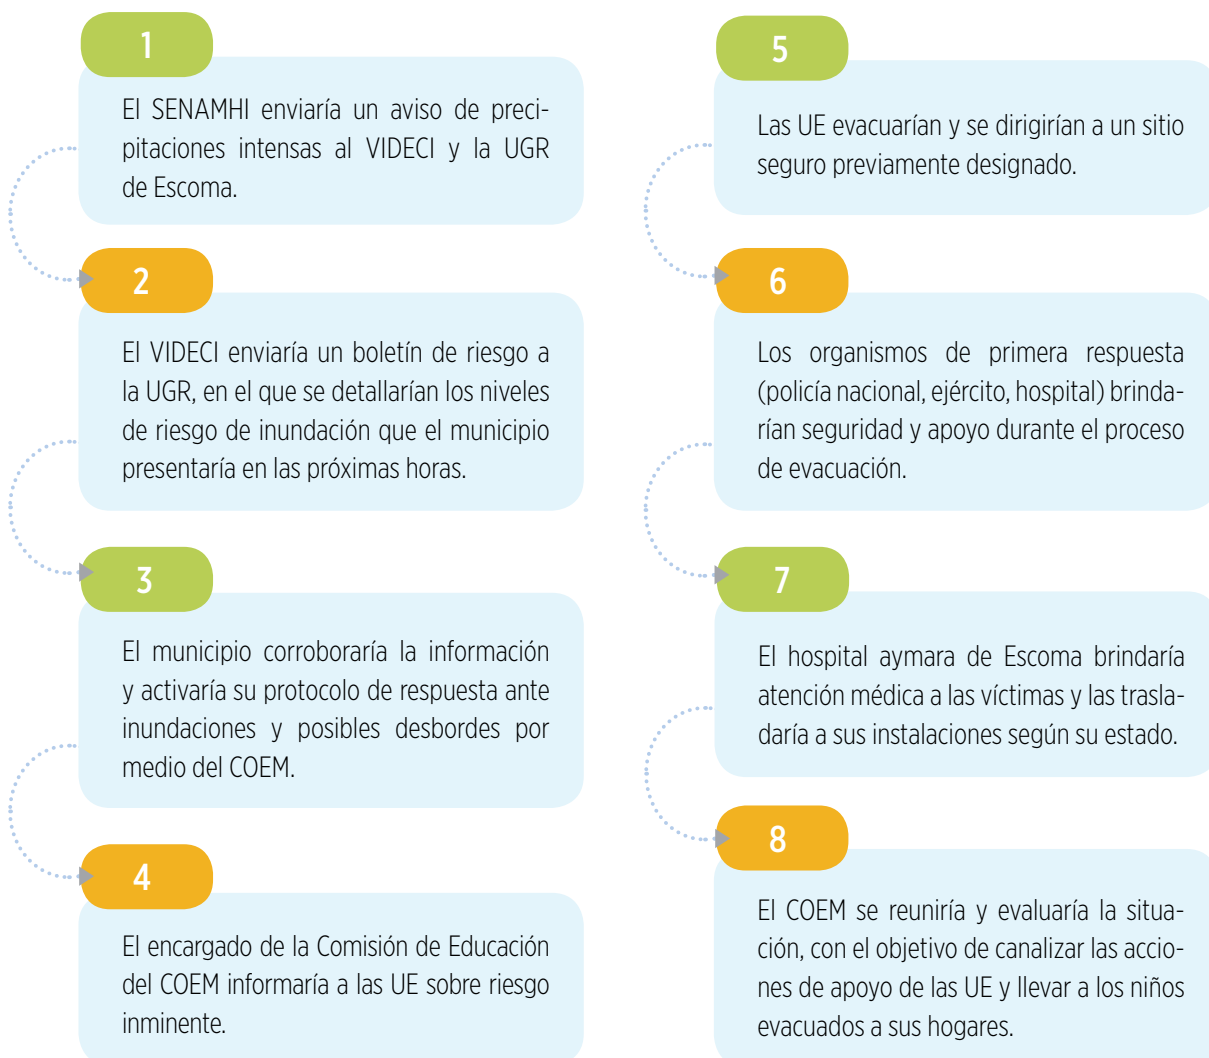 1
El SENAMHI enviaría un aviso de preci-
pitaciones intensas al VIDECI y la UGR
de Escoma.
2
El VIDECI enviaría un boletín de riesgo a
la UGR, en el que se detallarían los niveles
de riesgo de inundación que el municipio
presentaría en las próximas horas.
3
El municipio corroboraría la información
y activaría su protocolo de respuesta ante
inundaciones y posibles desbordes por
medio del COEM.
4
El encargado de la Comisión de Educación
del COEM informaría a las UE sobre riesgo
inminente.
5
Las UE evacuarían y se dirigirían a un sitio
seguro previamente designado.
6
Los organismos de primera respuesta
(policía nacional, ejército, hospital) brinda-
rían seguridad y apoyo durante el proceso
de evacuación.
7
El hospital aymara de Escoma brindaría
atención médica a las víctimas y las trasla-
daría a sus instalaciones según su estado.
8
El COEM se reuniría y evaluaría la situa-
ción, con el objetivo de canalizar las accio-
nes de apoyo de las UE y llevar a los niños
evacuados a sus hogares.